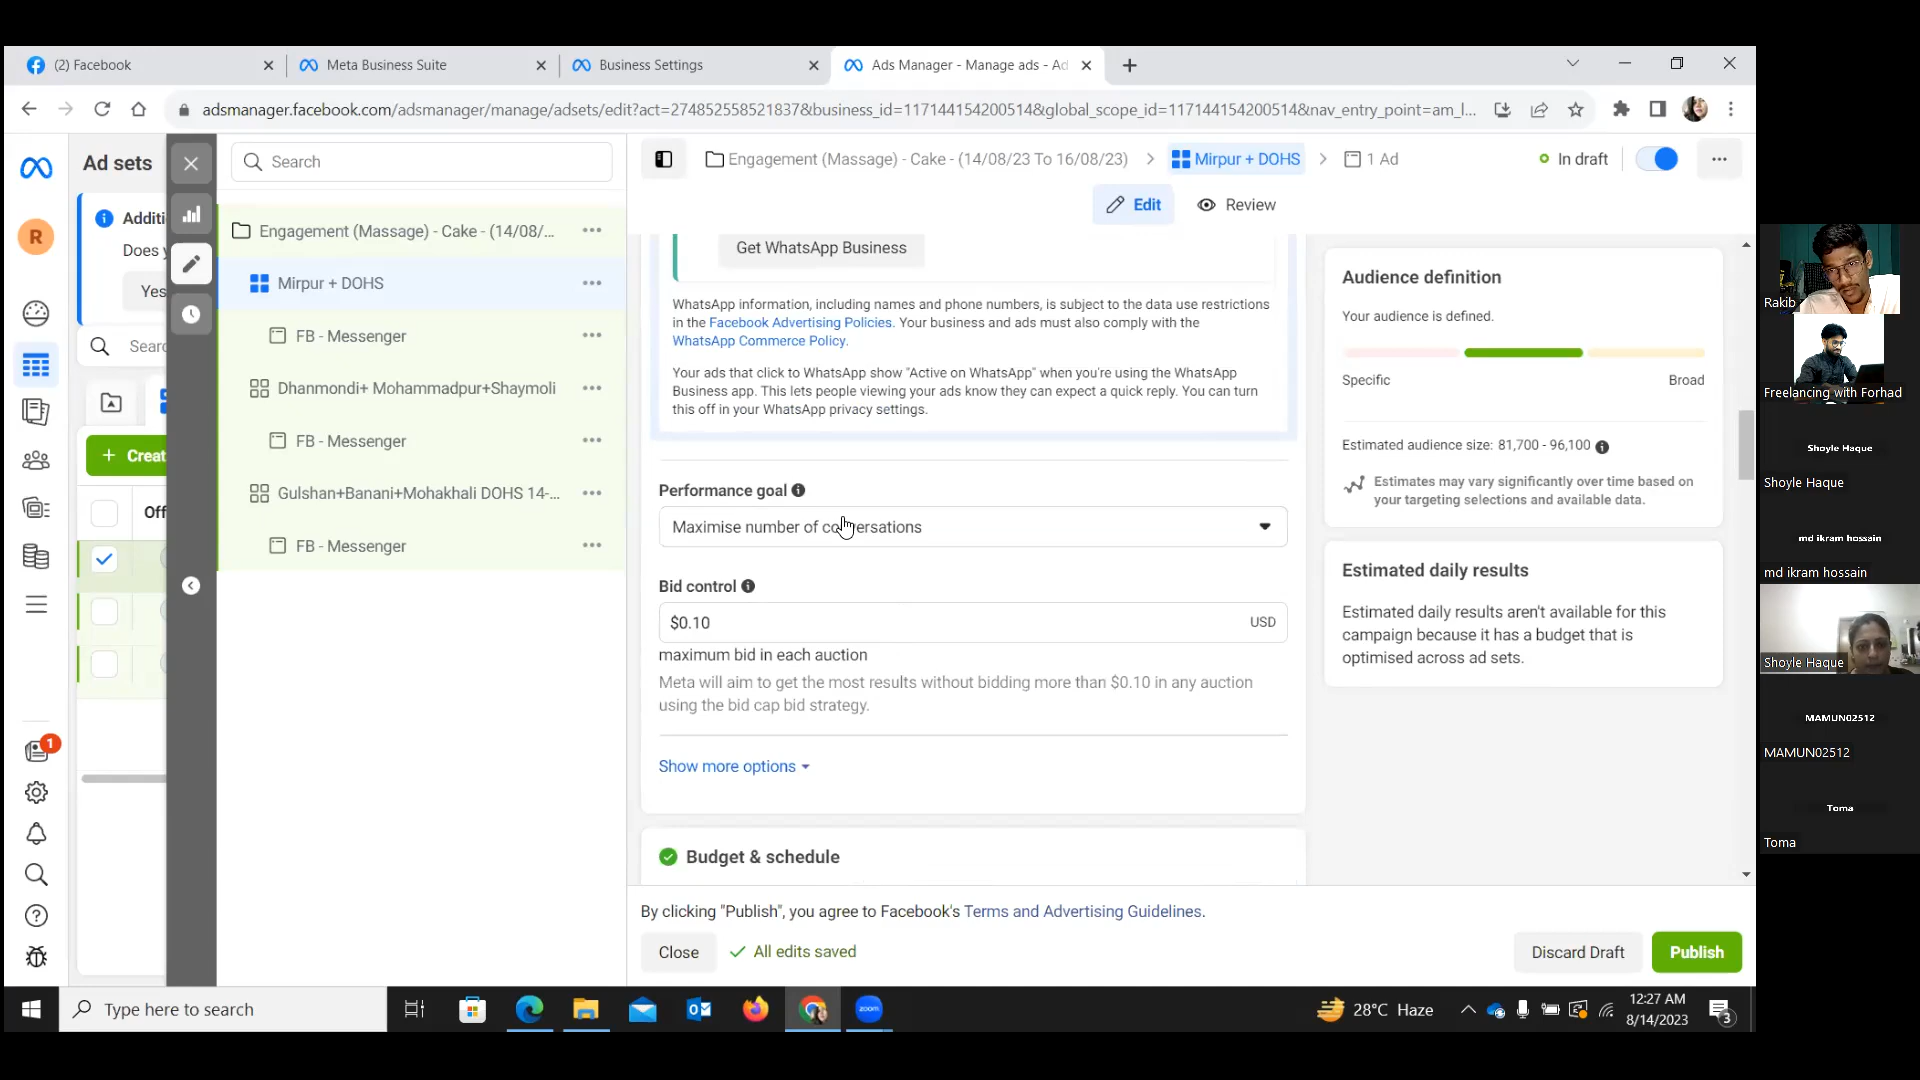 (2) Facebook
Meta Business Suite
Business Settings
Ads Manager - Manage ads - Ad
adsmanager.facebook.com/adsmanager/manage/adsets/edit?act=274852558521837&business_id=117144154200514&global_scope_id=117144154200514&nav_entry_point=am_l...
Ad sets
Search
Engagement (Massage) - Cake - (14/08/23 To 16/08/23)
Mirpur + DOHS
1 Ad
In draft
Edit
Review
R
Additi
Does y
Yes
Searc
Creat
Off
Engagement (Massage) - Cake - (14/08/...
Mirpur + DOHS
FB - Messenger
Dhanmondi+ Mohammadpur+Shaymoli
FB - Messenger
Gulshan+Banani+Mohakhali DOHS 14-...
FB - Messenger
Get WhatsApp Business
WhatsApp information, including names and phone numbers, is subject to the data use restrictions
in the Facebook Advertising Policies. Your business and ads must also comply with the
WhatsApp Commerce Policy.
Your ads that click to WhatsApp show "Active on WhatsApp" when you're using the WhatsApp
Business app. This lets people viewing your ads know they can expect a quick reply. You can turn
this off in your WhatsApp privacy settings.
Performance goal
Maximise number of conversations
Bid control
$0.10
USD
maximum bid in each auction
Meta will aim to get the most results without bidding more than $0.10 in any auction
using the bid cap bid strategy.
Show more options
Budget & schedule
Audience definition
Your audience is defined.
Specific
Broad
Estimated audience size: 81,700 - 96,100
Estimates may vary significantly over time based on
your targeting selections and available data.
Estimated daily results
Estimated daily results aren't available for this
campaign because it has a budget that is
optimised across ad sets.
By clicking "Publish", you agree to Facebook's Terms and Advertising Guidelines.
Close
All edits saved
Discard Draft
Publish
1
Type here to search
zoom
28°C Haze
12:27 AM
8/14/2023
3
Rakib
Freelancing with Forhad
Shoyle Haque
Shoyle Haque
md ikram hossain
md ikram hossain
Shoyle Haque
MAMUN02512
MAMUN02512
Toma
Toma